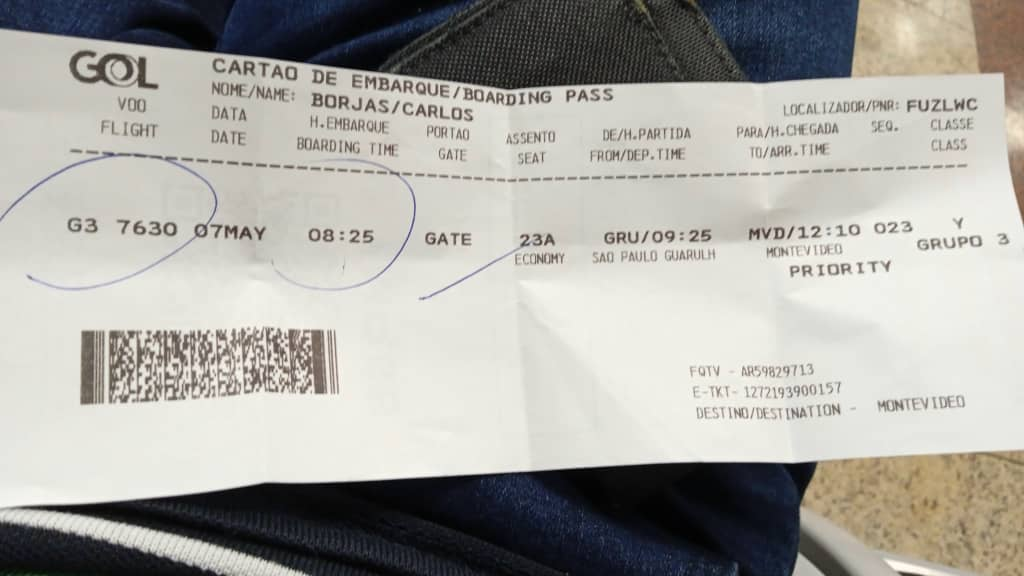 GOL
CARTAO DE EMBARQUE/BOARDING PASS
NOME/NAME: BORJAS/CARLOS
LOCALIZADOR/PNR: FUZLWC
VOO DATA H.EMBARQUE PORTAO ASSENTO DE/H.PARTIDA PARA/H.CHEGADA SEQ. CLASSE
FLIGHT DATE BOARDING TIME GATE SEAT FROM/DEP.TIME TO/ARR.TIME CLASS
G3 7630 07MAY 08:25 GATE 23A GRU/09:25 MVD/12:10 023 Y
ECONOMY SAO PAULO GUARULH MONTEVIDEO GRUPO 3
PRIORITY
FQTV - AR59829713
E-TKT- 1272193900157
DESTINO/DESTINATION - MONTEVIDEO